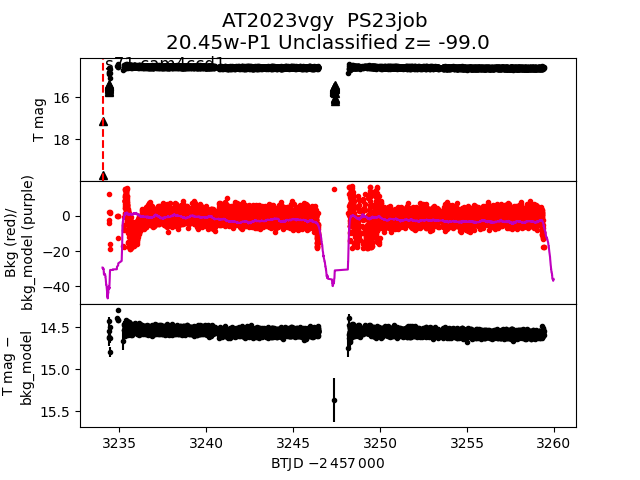 AT2023vgy  PS23job
20.45w-P1 Unclassified z= -99.0
s71 cam4ccd1
16
18
T mag
0
−20
−40
Bkg (red)/
bkg_model (purple)
14.5
15.0
15.5
T mag −
bkg_model
3235
3240
3245
3250
3255
3260
BTJD −2 457 000